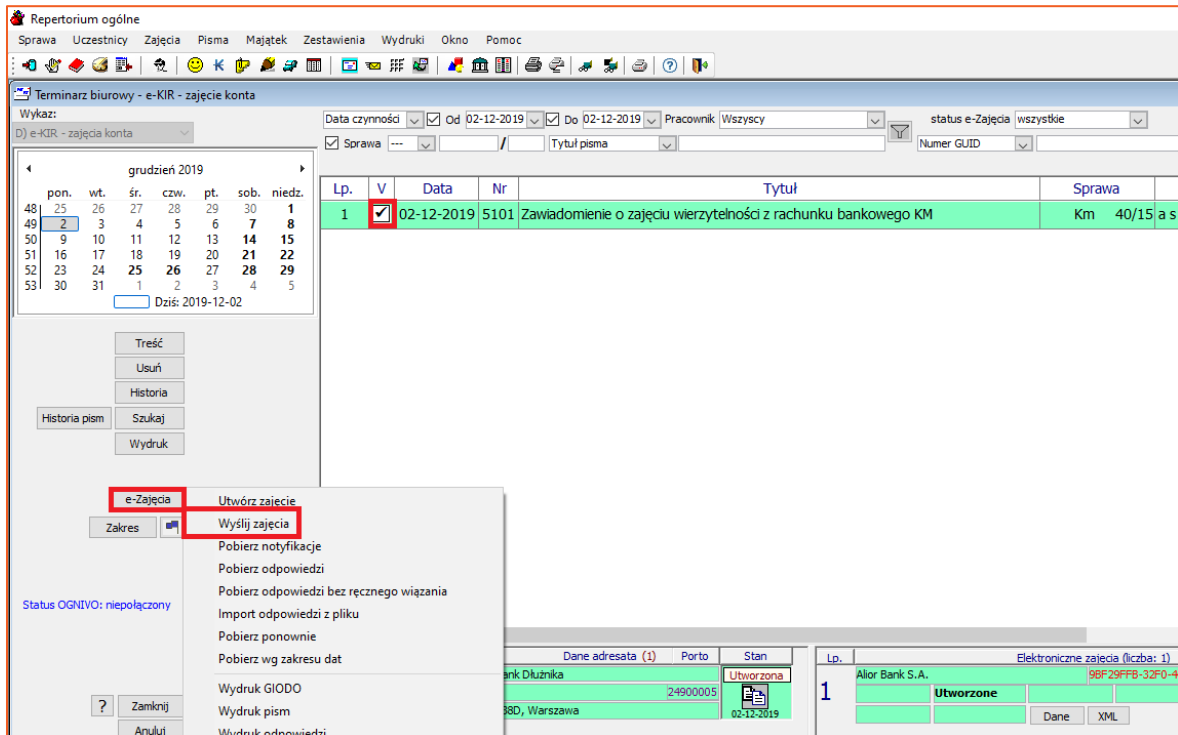 Repertorium ogólne
Sprawa Uczestnicy Zajęcia Pisma Majątek Zestawienia Wydruki Okno Pomoc
Terminarz biurowy - e-KIR - zajęcie konta
Wykaz:
D) e-KIR - zajęcia konta
Data czynności Od 02-12-2019 Do 02-12-2019 Pracownik Wszyscy status e-Zajęcia wszystkie
Sprawa --- / Tytuł pisma Numer GUID
grudzień 2019
pon. wt. śr. czw. pt. sob. niedz.
48 25 26 27 28 29 30 1
49 2 3 4 5 6 7 8
50 9 10 11 12 13 14 15
51 16 17 18 19 20 21 22
52 23 24 25 26 27 28 29
53 30 31 1 2 3 4 5
Dziś: 2019-12-02
Lp. V Data Nr Tytuł Sprawa
1 02-12-2019 5101 Zawiadomienie o zajęciu wierzytelności z rachunku bankowego KM Km 40/15 a s
Treść
Usuń
Historia
Historia pism Szukaj
Wydruk
e-Zajęcia
Zakres
Status OGNIVO: niepołączony
? Zamknij
Anuluj
Utwórz zajecie
Wyślij zajęcia
Pobierz notyfikacje
Pobierz odpowiedzi
Pobierz odpowiedzi bez ręcznego wiązania
Import odpowiedzi z pliku
Pobierz ponownie
Pobierz wg zakresu dat
Wydruk GIODO
Wydruk pism
Wydruk odpowiedzi
Dane adresata (1) Porto Stan
ank Dłużnika Utworzona
24900005
38D, Warszawa 02-12-2019
Lp. Elektroniczne zajęcia (liczba: 1)
1 Alior Bank S.A. 9BF29FFB-32F0-4
Utworzone
Dane XML